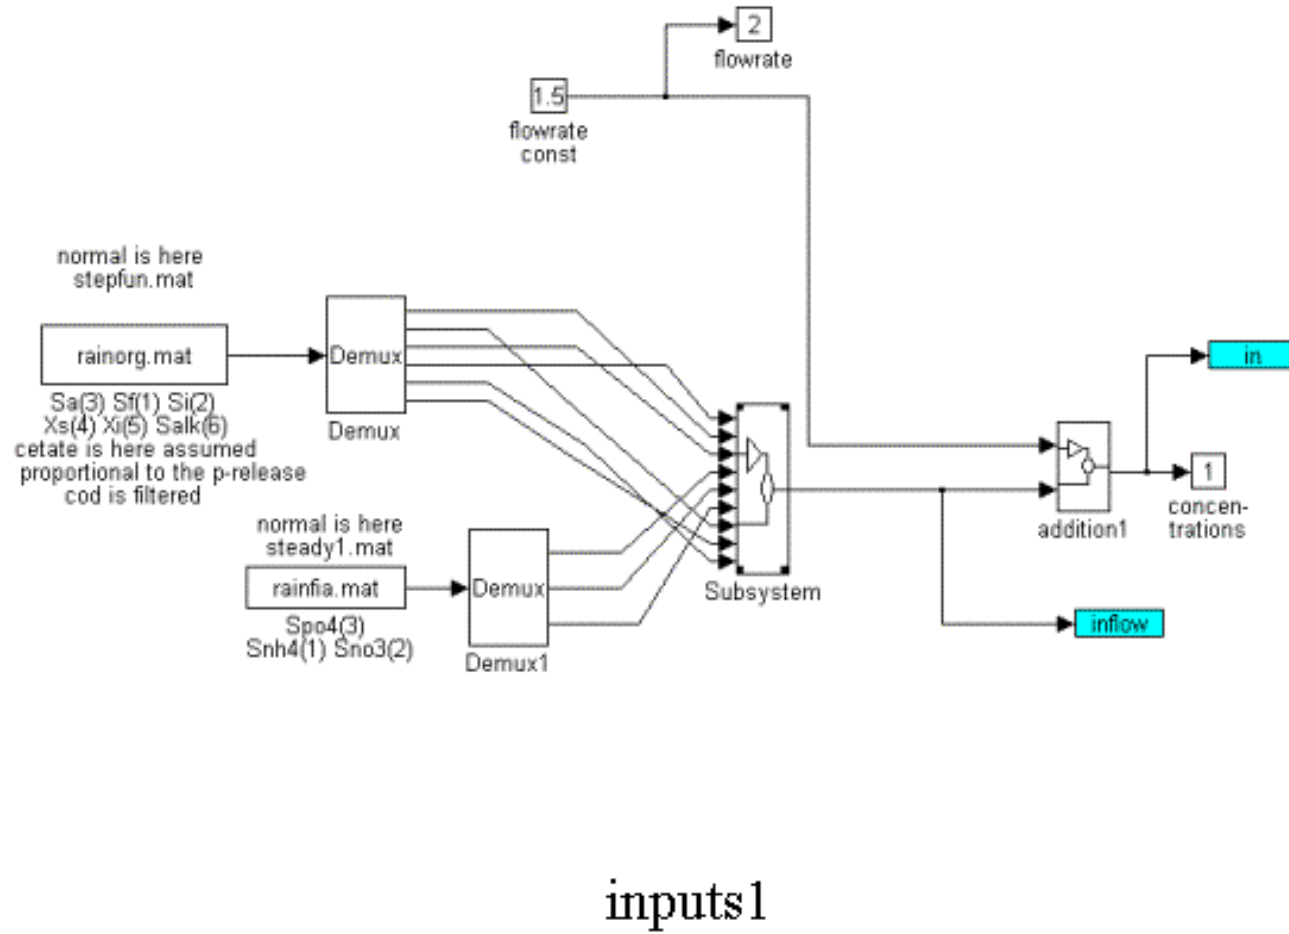 2
flowrate
1.5
flowrate
const
normal is here
stepfun.mat
rainorg.mat
Demux
in
Sa(3) Sf(1) Si(2)
Xs(4) Xi(5) Salk(6)
cetate is here assumed
proportional to the p-release
cod is filtered
Demux
1
concen-
trations
addition1
normal is here
steady1.mat
rainfia.mat
Demux
Subsystem
inflow
Spo4(3)
Snh4(1) Sno3(2)
Demux1
inputs1